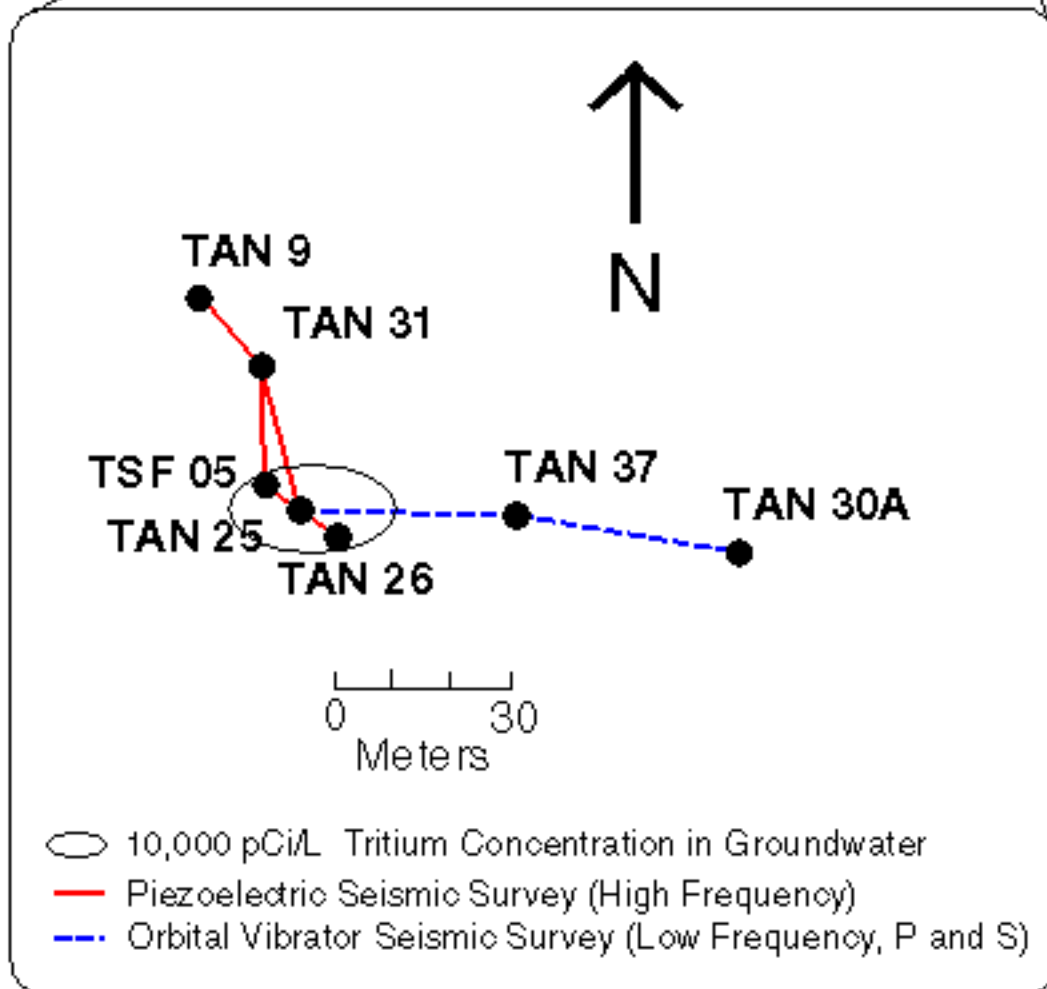 TAN 9
N
TAN 31
TSF 05
TAN 37
TAN 30A
TAN 25
TAN 26
0 30
Meters
10,000 pCi/L Tritium Concentration in Groundwater
Piezoelectric Seismic Survey (High Frequency)
Orbital Vibrator Seismic Survey (Low Frequency, P and S)